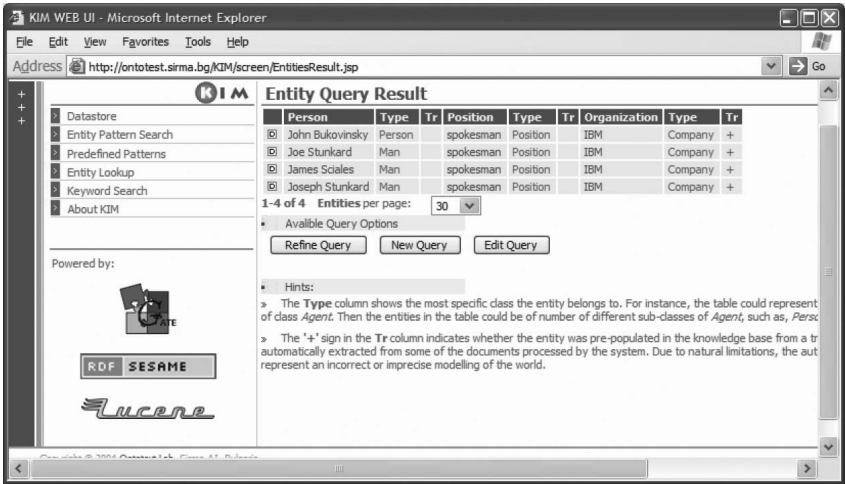 KIM WEB UI - Microsoft Internet Explorer
File Edit View Favorites Tools Help
Address http://ontotest.sirma.bg/KIM/screen/EntitiesResult.jsp Go
KIM
Datastore
Entity Pattern Search
Predefined Patterns
Entity Lookup
Keyword Search
About KIM
Powered by:
GATE
RDF SESAME
Lucene
Entity Query Result
Person Type Tr Position Type Tr Organization Type Tr
John Bukovinsky Person spokesman Position IBM Company +
Joe Stunkard Man spokesman Position IBM Company +
James Sciales Man spokesman Position IBM Company +
Joseph Stunkard Man spokesman Position IBM Company +
1-4 of 4 Entities per page: 30
Avalible Query Options
Refine Query New Query Edit Query
Hints:
» The Type column shows the most specific class the entity belongs to. For instance, the table could represent
of class Agent. Then the entities in the table could be of number of different sub-classes of Agent, such as, Perso
» The '+' sign in the Tr column indicates whether the entity was pre-populated in the knowledge base from a tr
automatically extracted from some of the documents processed by the system. Due to natural limitations, the aut
represent an incorrect or imprecise modelling of the world.